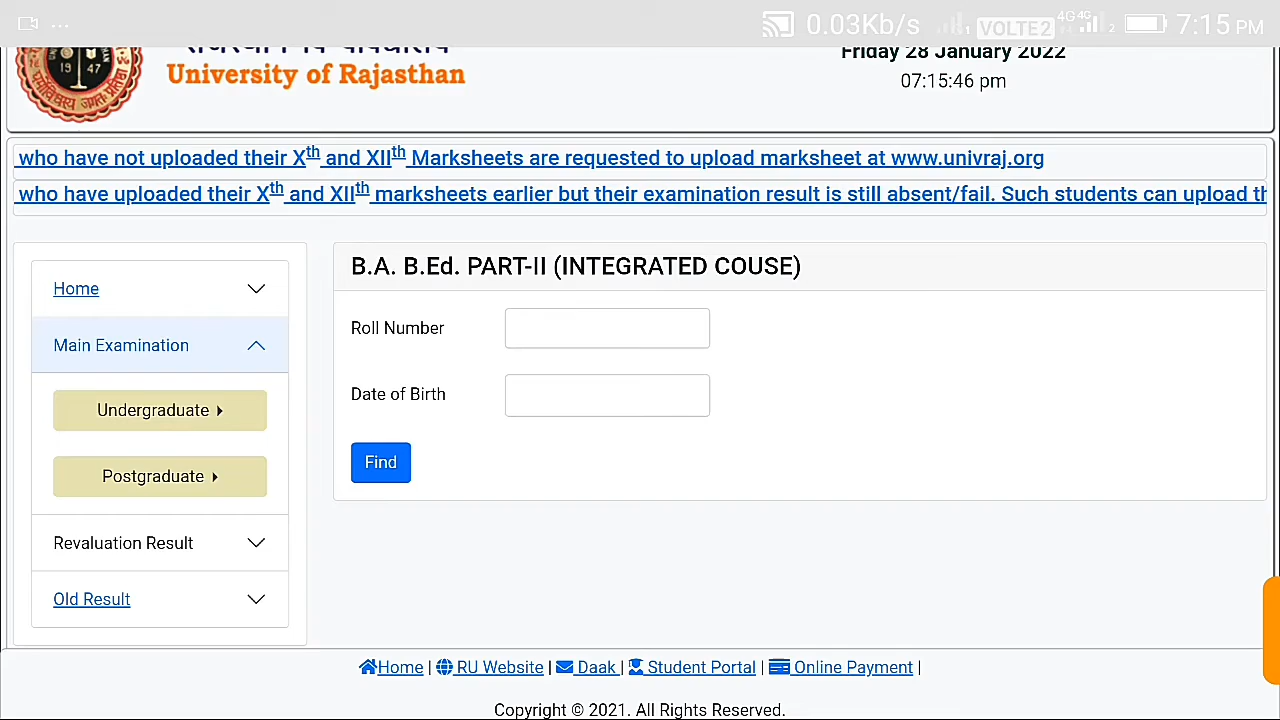 ... 0.03Kb/s VOLTE2 4G4G 2 7:15 PM
University of Rajasthan
1947
Friday 28 January 2022
07:15:46 pm
who have not uploaded their Xth and XIIth Marksheets are requested to upload marksheet at www.univraj.org
who have uploaded their Xth and XIIth marksheets earlier but their examination result is still absent/fail. Such students can upload
B.A. B.Ed. PART-II (INTEGRATED COUSE)
Home
Roll Number
Main Examination
Date of Birth
Undergraduate
Find
Postgraduate
Revaluation Result
Old Result
Home | RU Website | Daak | Student Portal | Online Payment |
Copyright © 2021. All Rights Reserved.